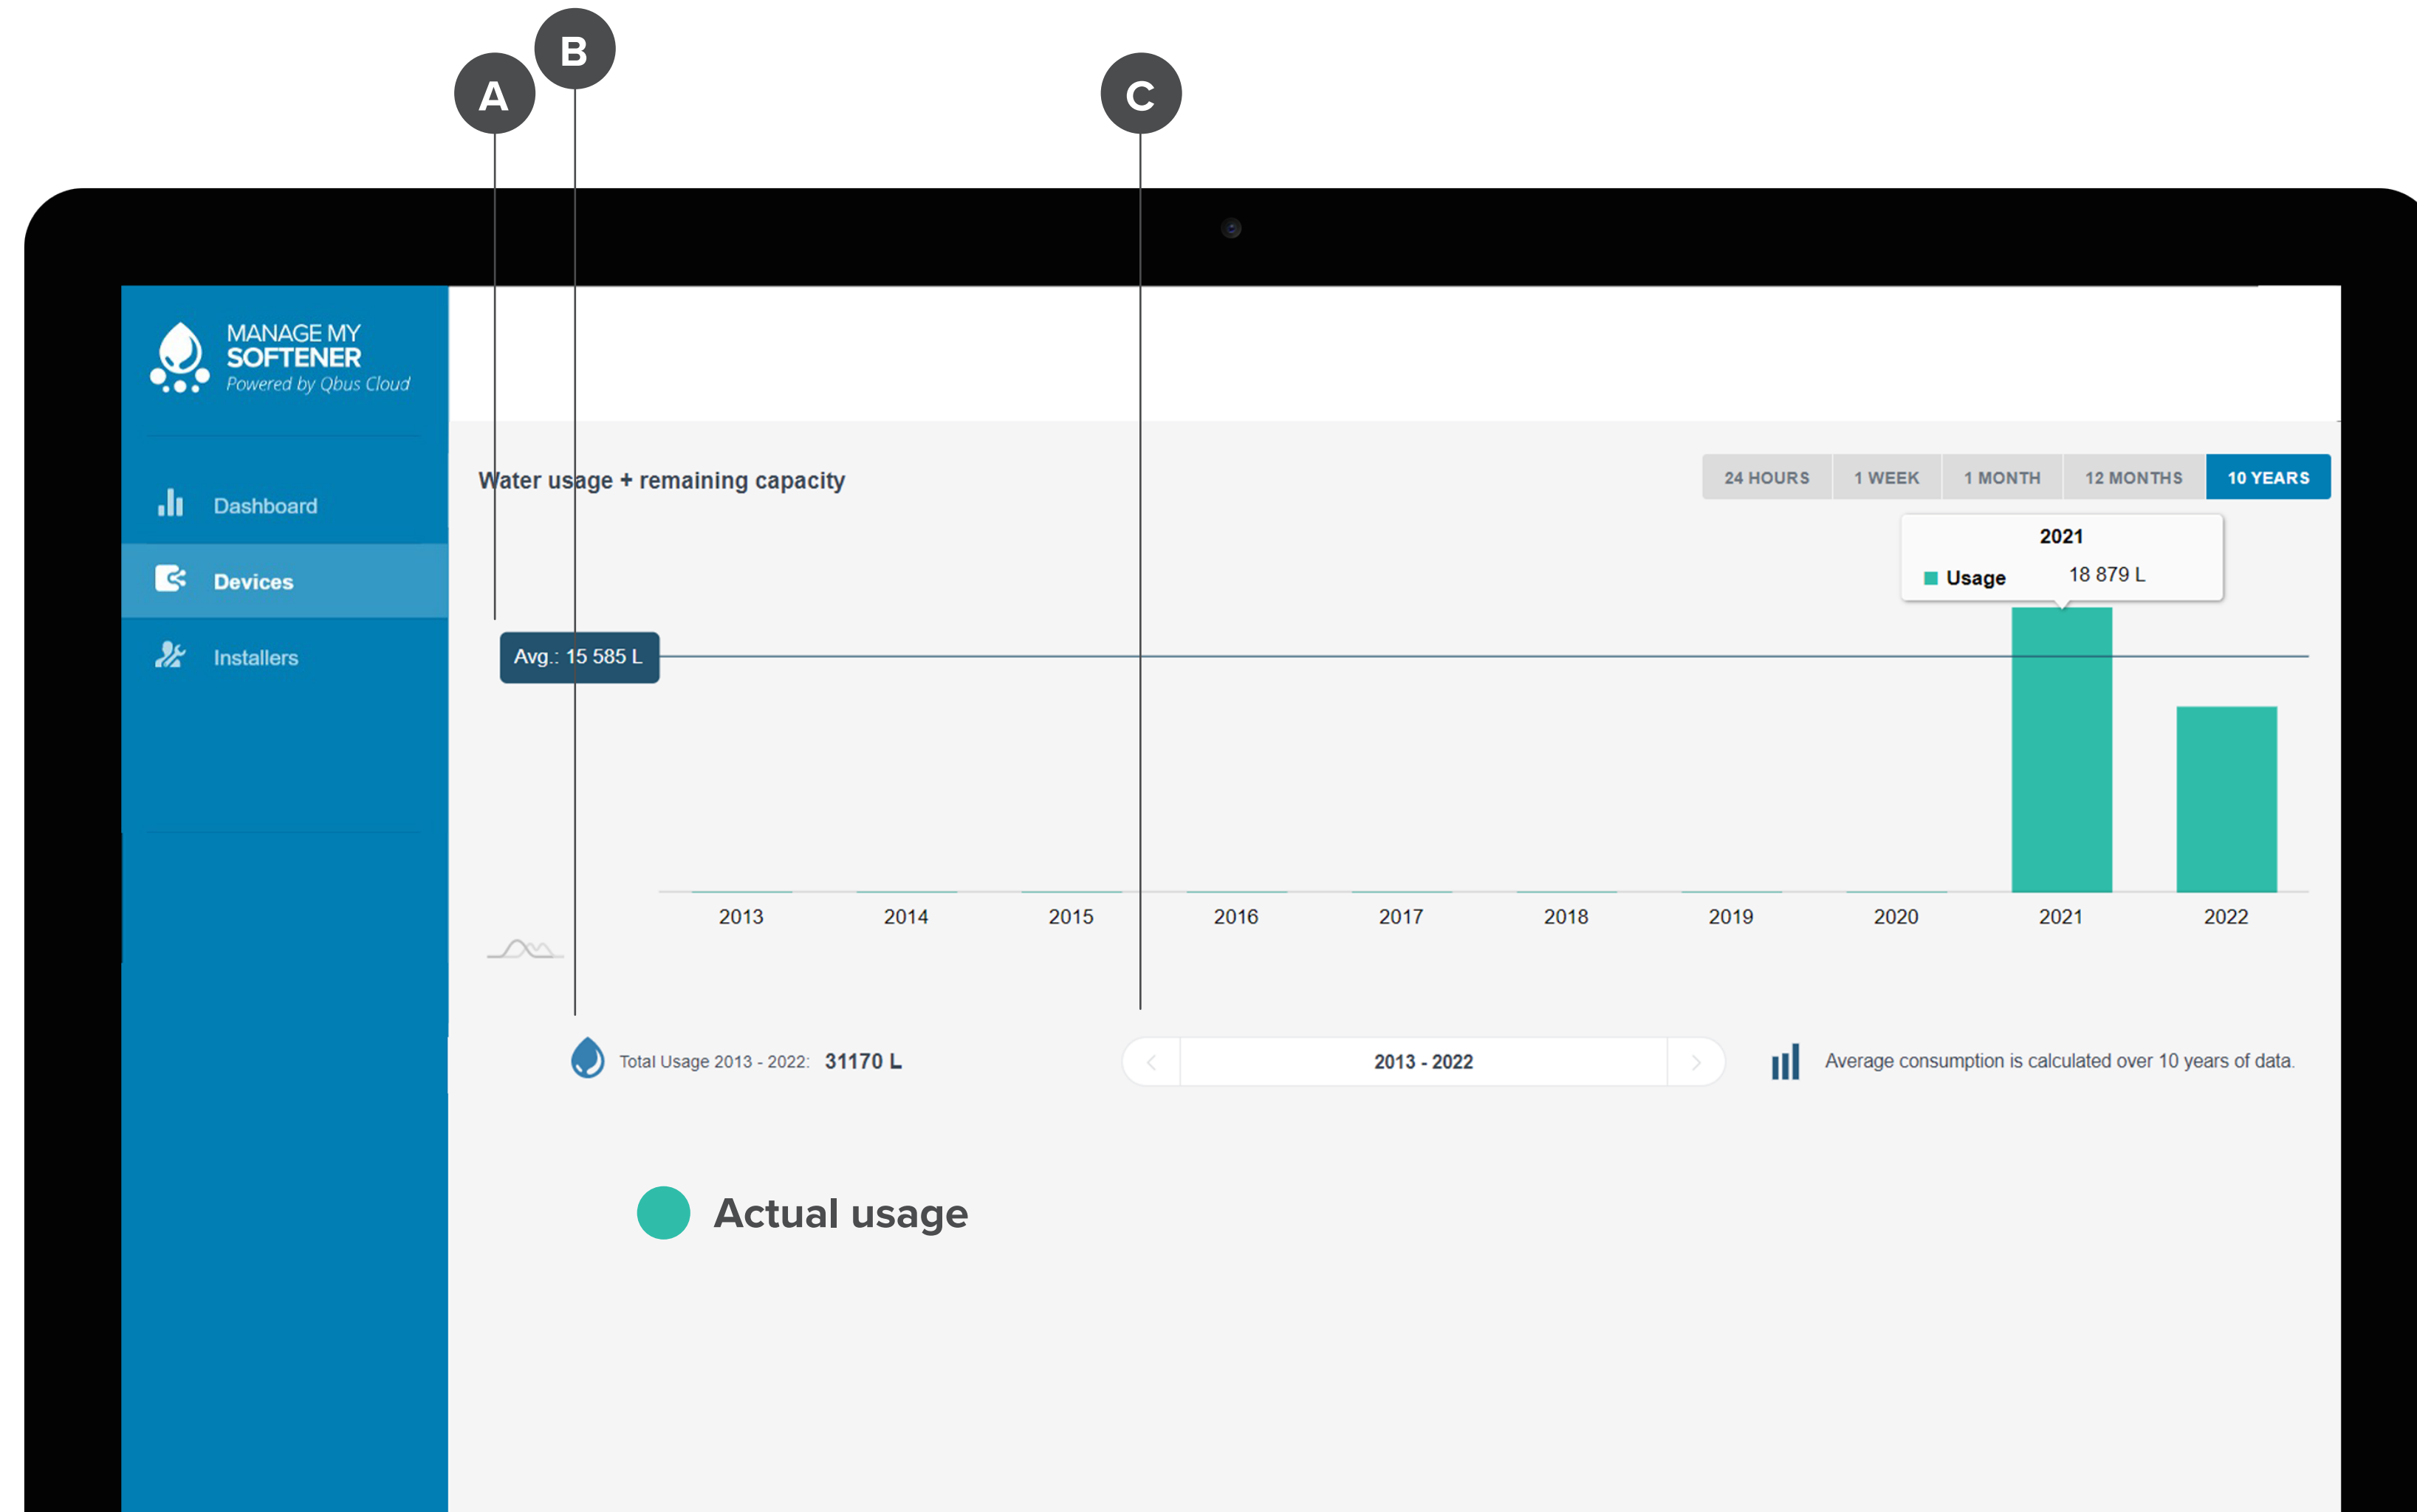 B
A
C
MANAGE MY
SOFTENER
Powered by Qbus Cloud
Dashboard
Devices
Installers
Water usage + remaining capacity
24 HOURS 1 WEEK 1 MONTH 12 MONTHS 10 YEARS
2021
Usage 18 879 L
Avg.: 15 585 L
2013 2014 2015 2016 2017 2018 2019 2020 2021 2022
Total Usage 2013 - 2022: 31170 L
2013 - 2022
Average consumption is calculated over 10 years of data.
Actual usage